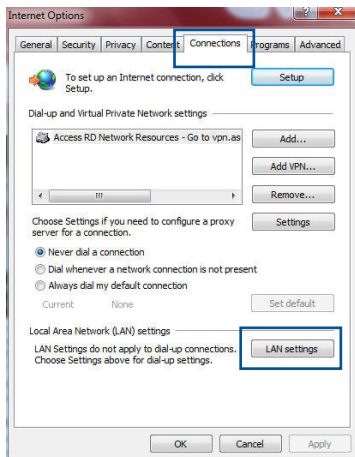 Internet Options
General Security Privacy Content Connections Programs Advanced
To set up an Internet connection, click
Setup.
Setup
Dial-up and Virtual Private Network settings
Access RD Network Resources - Go to vpn.as
Add...
Add VPN...
Remove...
Choose Settings if you need to configure a proxy
server for a connection.
Settings
Never dial a connection
Dial whenever a network connection is not present
Always dial my default connection
Current None
Set default
Local Area Network (LAN) settings
LAN Settings do not apply to dial-up connections.
Choose Settings above for dial-up settings.
LAN settings
OK Cancel Apply